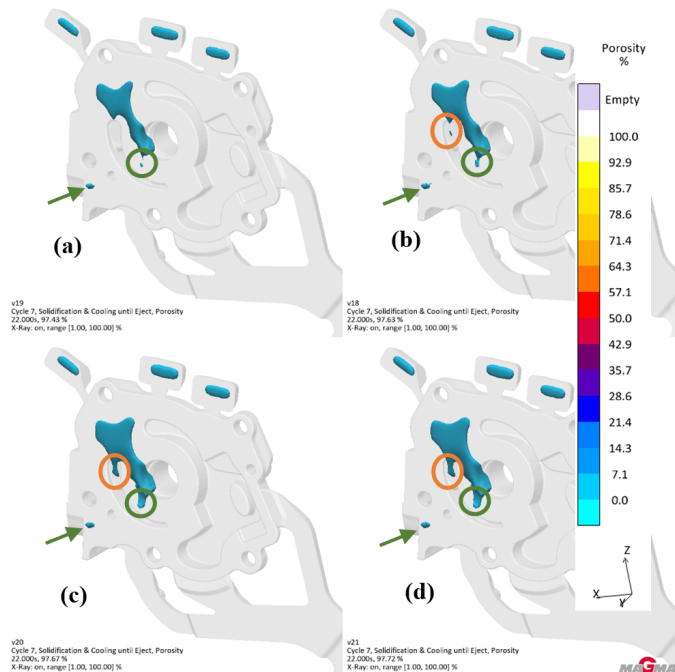 (a)
v19
Cycle 7, Solidification & Cooling until Eject, Porosity
22.000s, 97.43 %
X-Ray: on, range [1.00, 100.00] %
(b)
v18
Cycle 7, Solidification & Cooling until Eject, Porosity
22.000s, 97.63 %
X-Ray: on, range [1.00, 100.00] %
Porosity
%
Empty
100.0
92.9
85.7
78.6
71.4
64.3
57.1
50.0
42.9
35.7
28.6
21.4
14.3
7.1
0.0
(c)
v20
Cycle 7, Solidification & Cooling until Eject, Porosity
22.000s, 97.67 %
X-Ray: on, range [1.00, 100.00] %
(d)
v21
Cycle 7, Solidification & Cooling until Eject, Porosity
22.000s, 97.72 %
X-Ray: on, range [1.00, 100.00] %
Z
X
Y
MAGMA